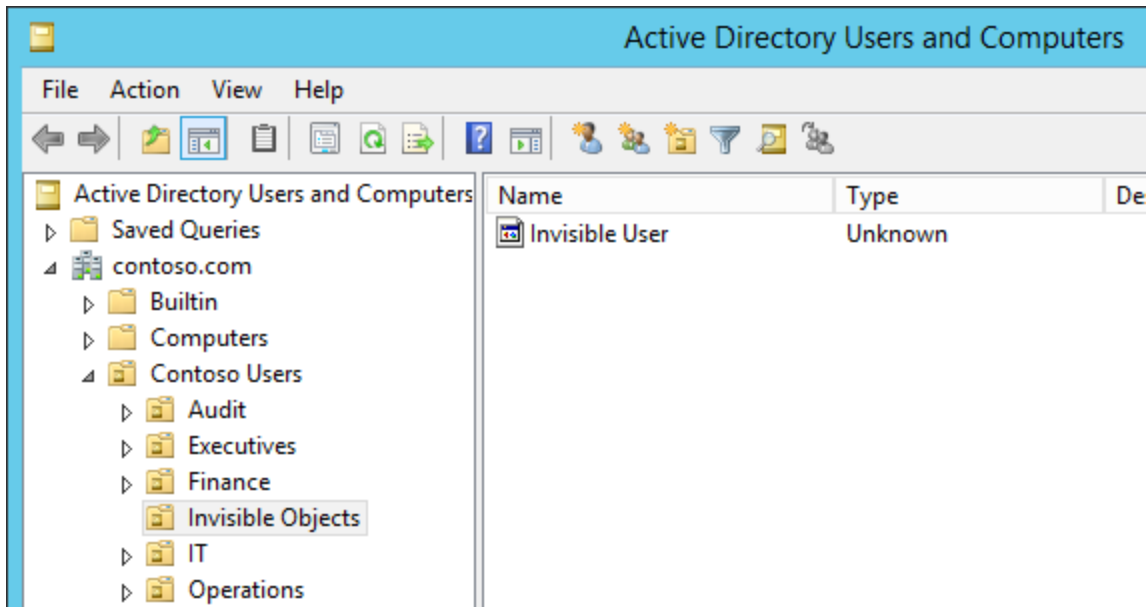 Active Directory Users and Computers
File Action View Help
Active Directory Users and Computers
Saved Queries
contoso.com
Builtin
Computers
Contoso Users
Audit
Executives
Finance
Invisible Objects
IT
Operations
Name Type De
Invisible User Unknown